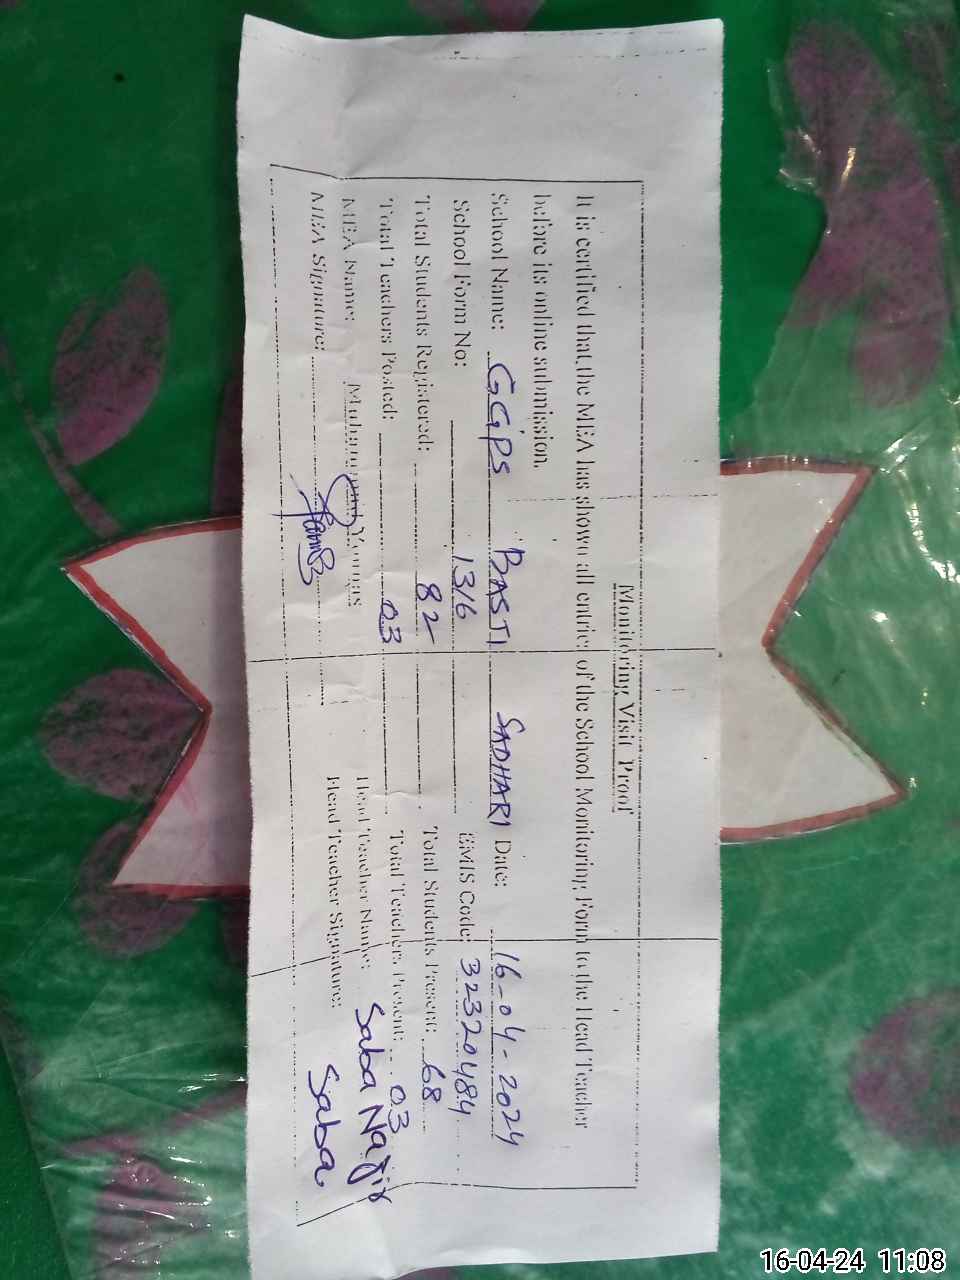 Monitoring Visit Proof
It is certified that the MEA has shown all entries of the School Monitoring Form to the Head Teacher
before its online submission.
School Name: GGPS BASTI SADHARI Date: 16-04-2024
School Form No: 1316 EMIS Code: 32320484
Total Students Registered: 82 Total Students Present: 68
Total Teachers Posted: 03 Total Teachers Present: 03
MEA Name: Muhammad Younas Head Teacher Name: Saba Nazir
MEA Signature: Head Teacher Signature: Saba
16-04-24 11:08